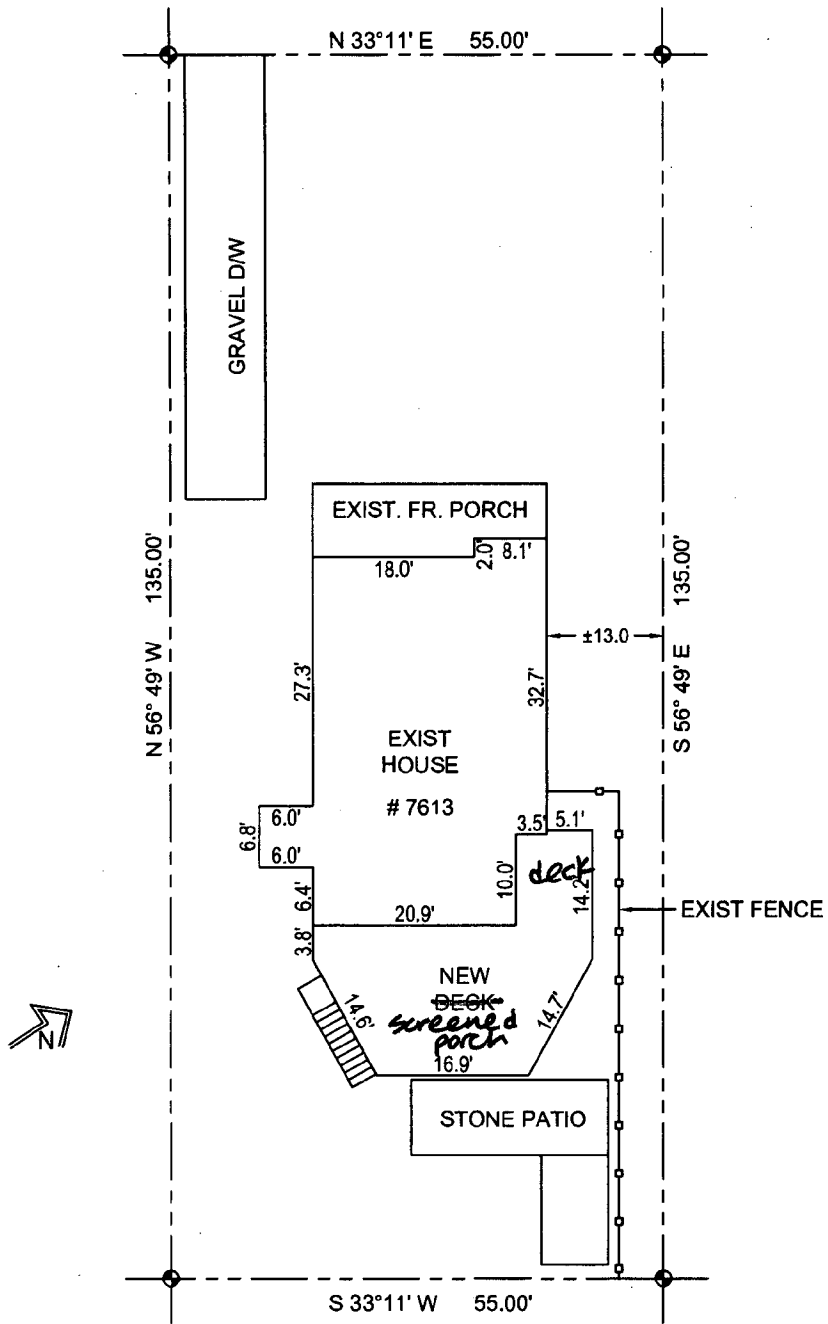 N 33°11' E 55.00'
GRAVEL D/W
EXIST. FR. PORCH
18.0'
2.0'
8.1'
N 56° 49' W 135.00'
S 56° 49' E 135.00'
±13.0
27.3'
32.7'
EXIST
HOUSE
# 7613
6.0'
6.8'
6.0'
3.5'
5.1'
deck
10.0'
14.2'
6.4'
20.9'
3.8'
EXIST FENCE
NEW
DECK
screened
porch
14.6'
14.7'
16.9'
N
STONE PATIO
S 33°11' W 55.00'